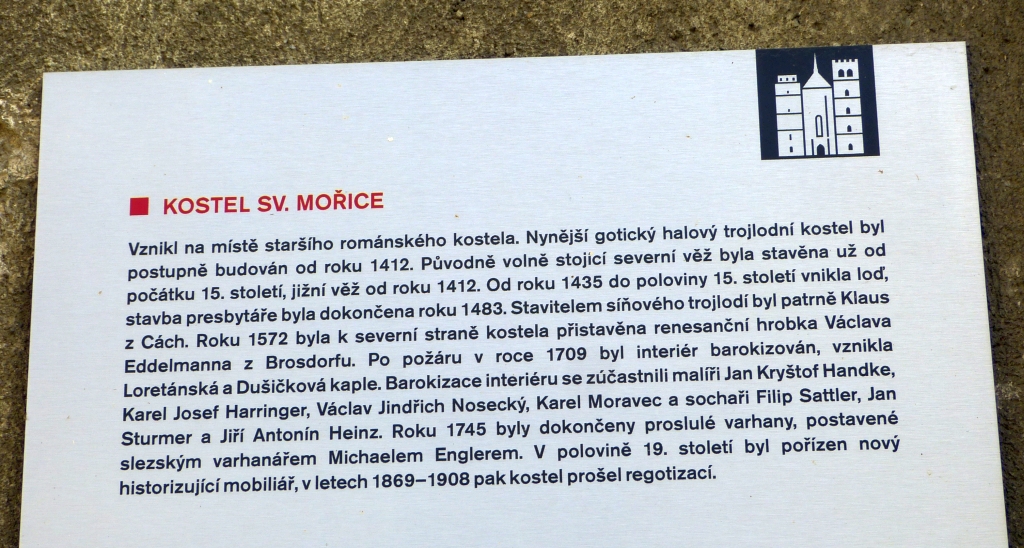 KOSTEL SV. MOŘICE
Vznikl na místě staršího románského kostela. Nynější gotický halový trojlodní kostel byl
postupně budován od roku 1412. Původně volně stojící severní věž byla stavěna už od
počátku 15. století, jižní věž od roku 1412. Od roku 1435 do poloviny 15. století vnikla loď,
stavba presbytáře byla dokončena roku 1483. Stavitelem síňového trojlodí byl patrně Klaus
z Cách. Roku 1572 byla k severní straně kostela přistavěna renesanční hrobka Václava
Eddelmanna z Brosdorfu. Po požáru v roce 1709 byl interiér barokizován, vznikla
Loretánská a Dušičková kaple. Barokizace interiéru se zúčastnili malíři Jan Kryštof Handke,
Karel Josef Harringer, Václav Jindřich Nosecký, Karel Moravec a sochaři Filip Sattler, Jan
Sturmer a Jiří Antonín Heinz. Roku 1745 byly dokončeny proslulé varhany, postavené
slezským varhanářem Michaelem Englerem. V polovině 19. století byl pořízen nový
historizující mobiliář, v letech 1869–1908 pak kostel prošel regotizací.